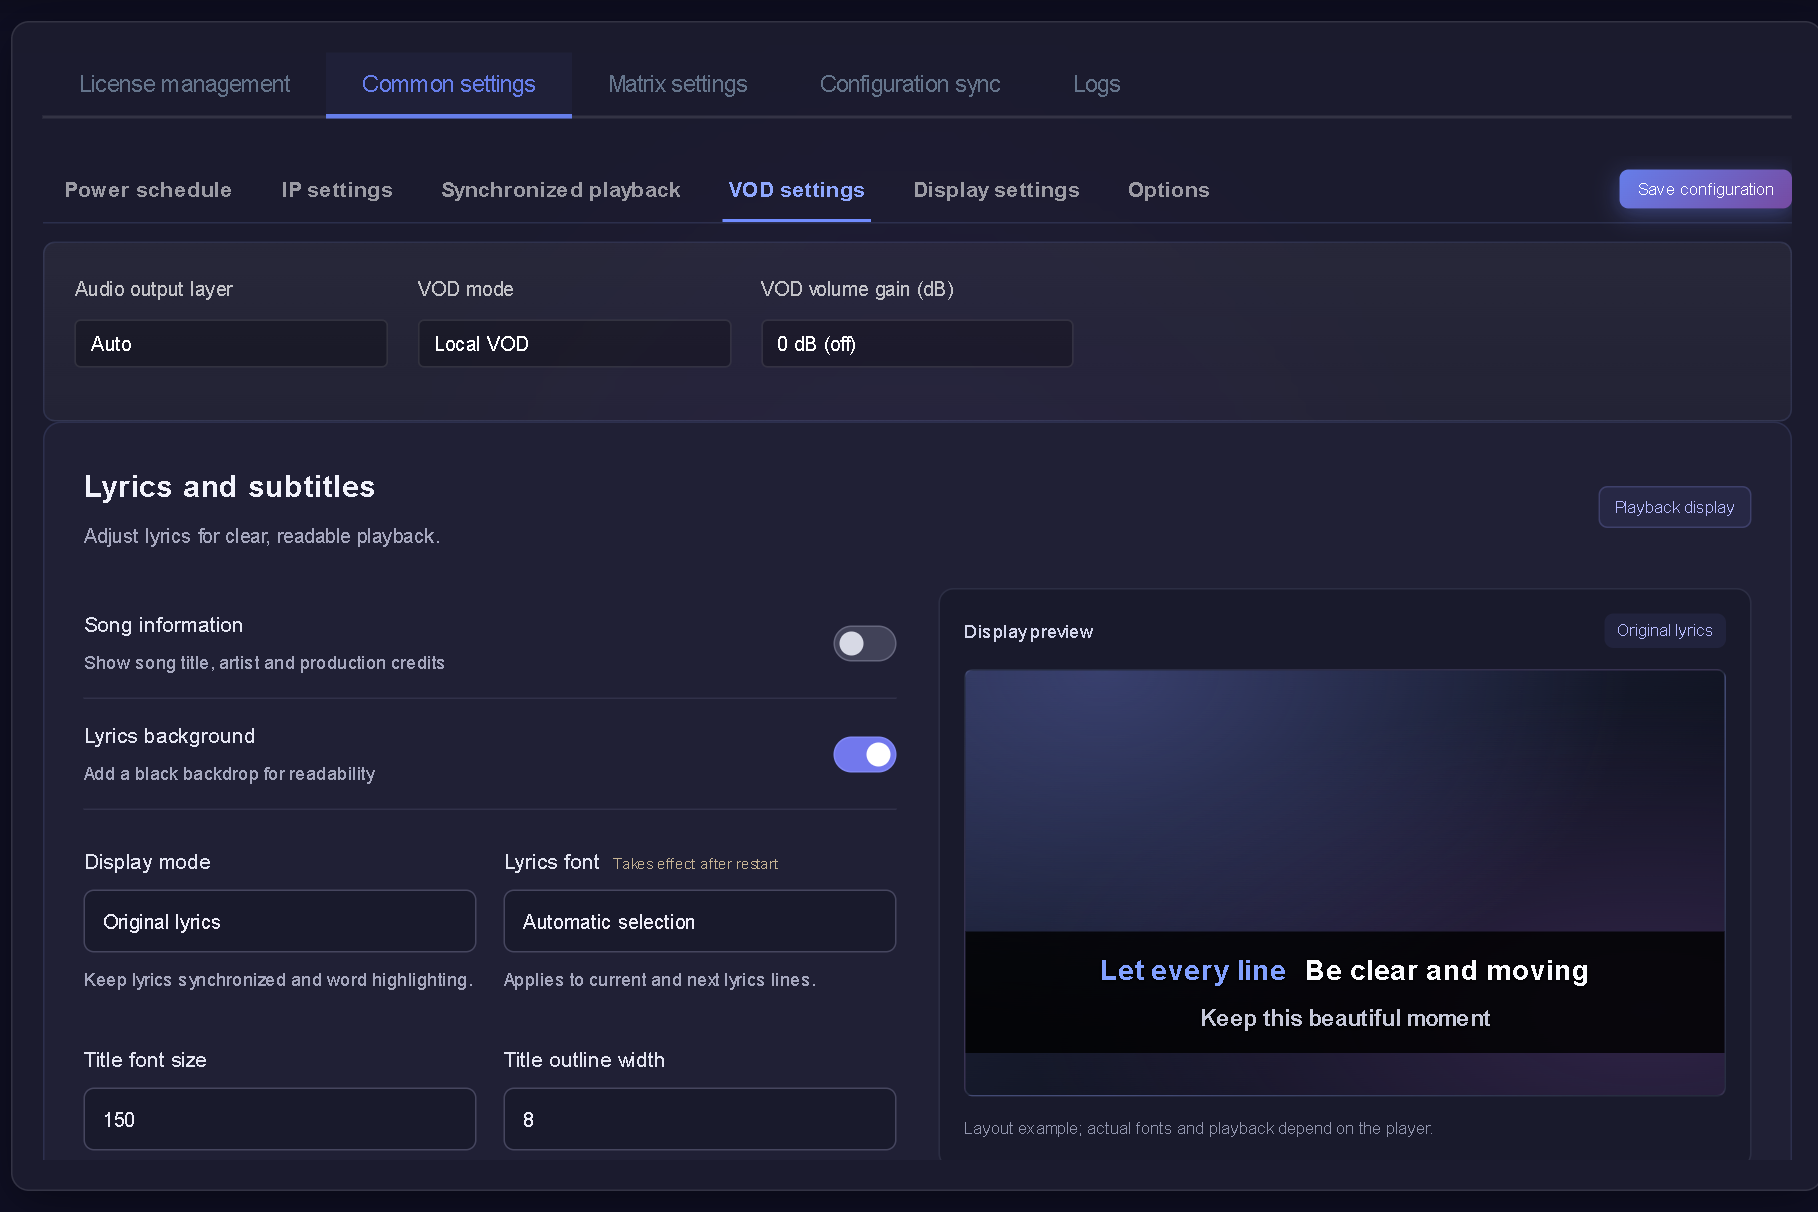 License management
Common settings
Matrix settings
Configuration sync
Logs
Power schedule
IP settings
Synchronized playback
VOD settings
Display settings
Options
Save configuration
Audio output layer
VOD mode
VOD volume gain (dB)
Auto
Local VOD
0 dB (off)
Lyrics and subtitles
Adjust lyrics for clear, readable playback.
Playback display
Song information
Show song title, artist and production credits
Lyrics background
Add a black backdrop for readability
Display mode
Lyrics font Takes effect after restart
Original lyrics
Automatic selection
Keep lyrics synchronized and word highlighting.
Applies to current and next lyrics lines.
Title font size
Title outline width
150
8
Display preview
Original lyrics
Let every line Be clear and moving
Keep this beautiful moment
Layout example; actual fonts and playback depend on the player.